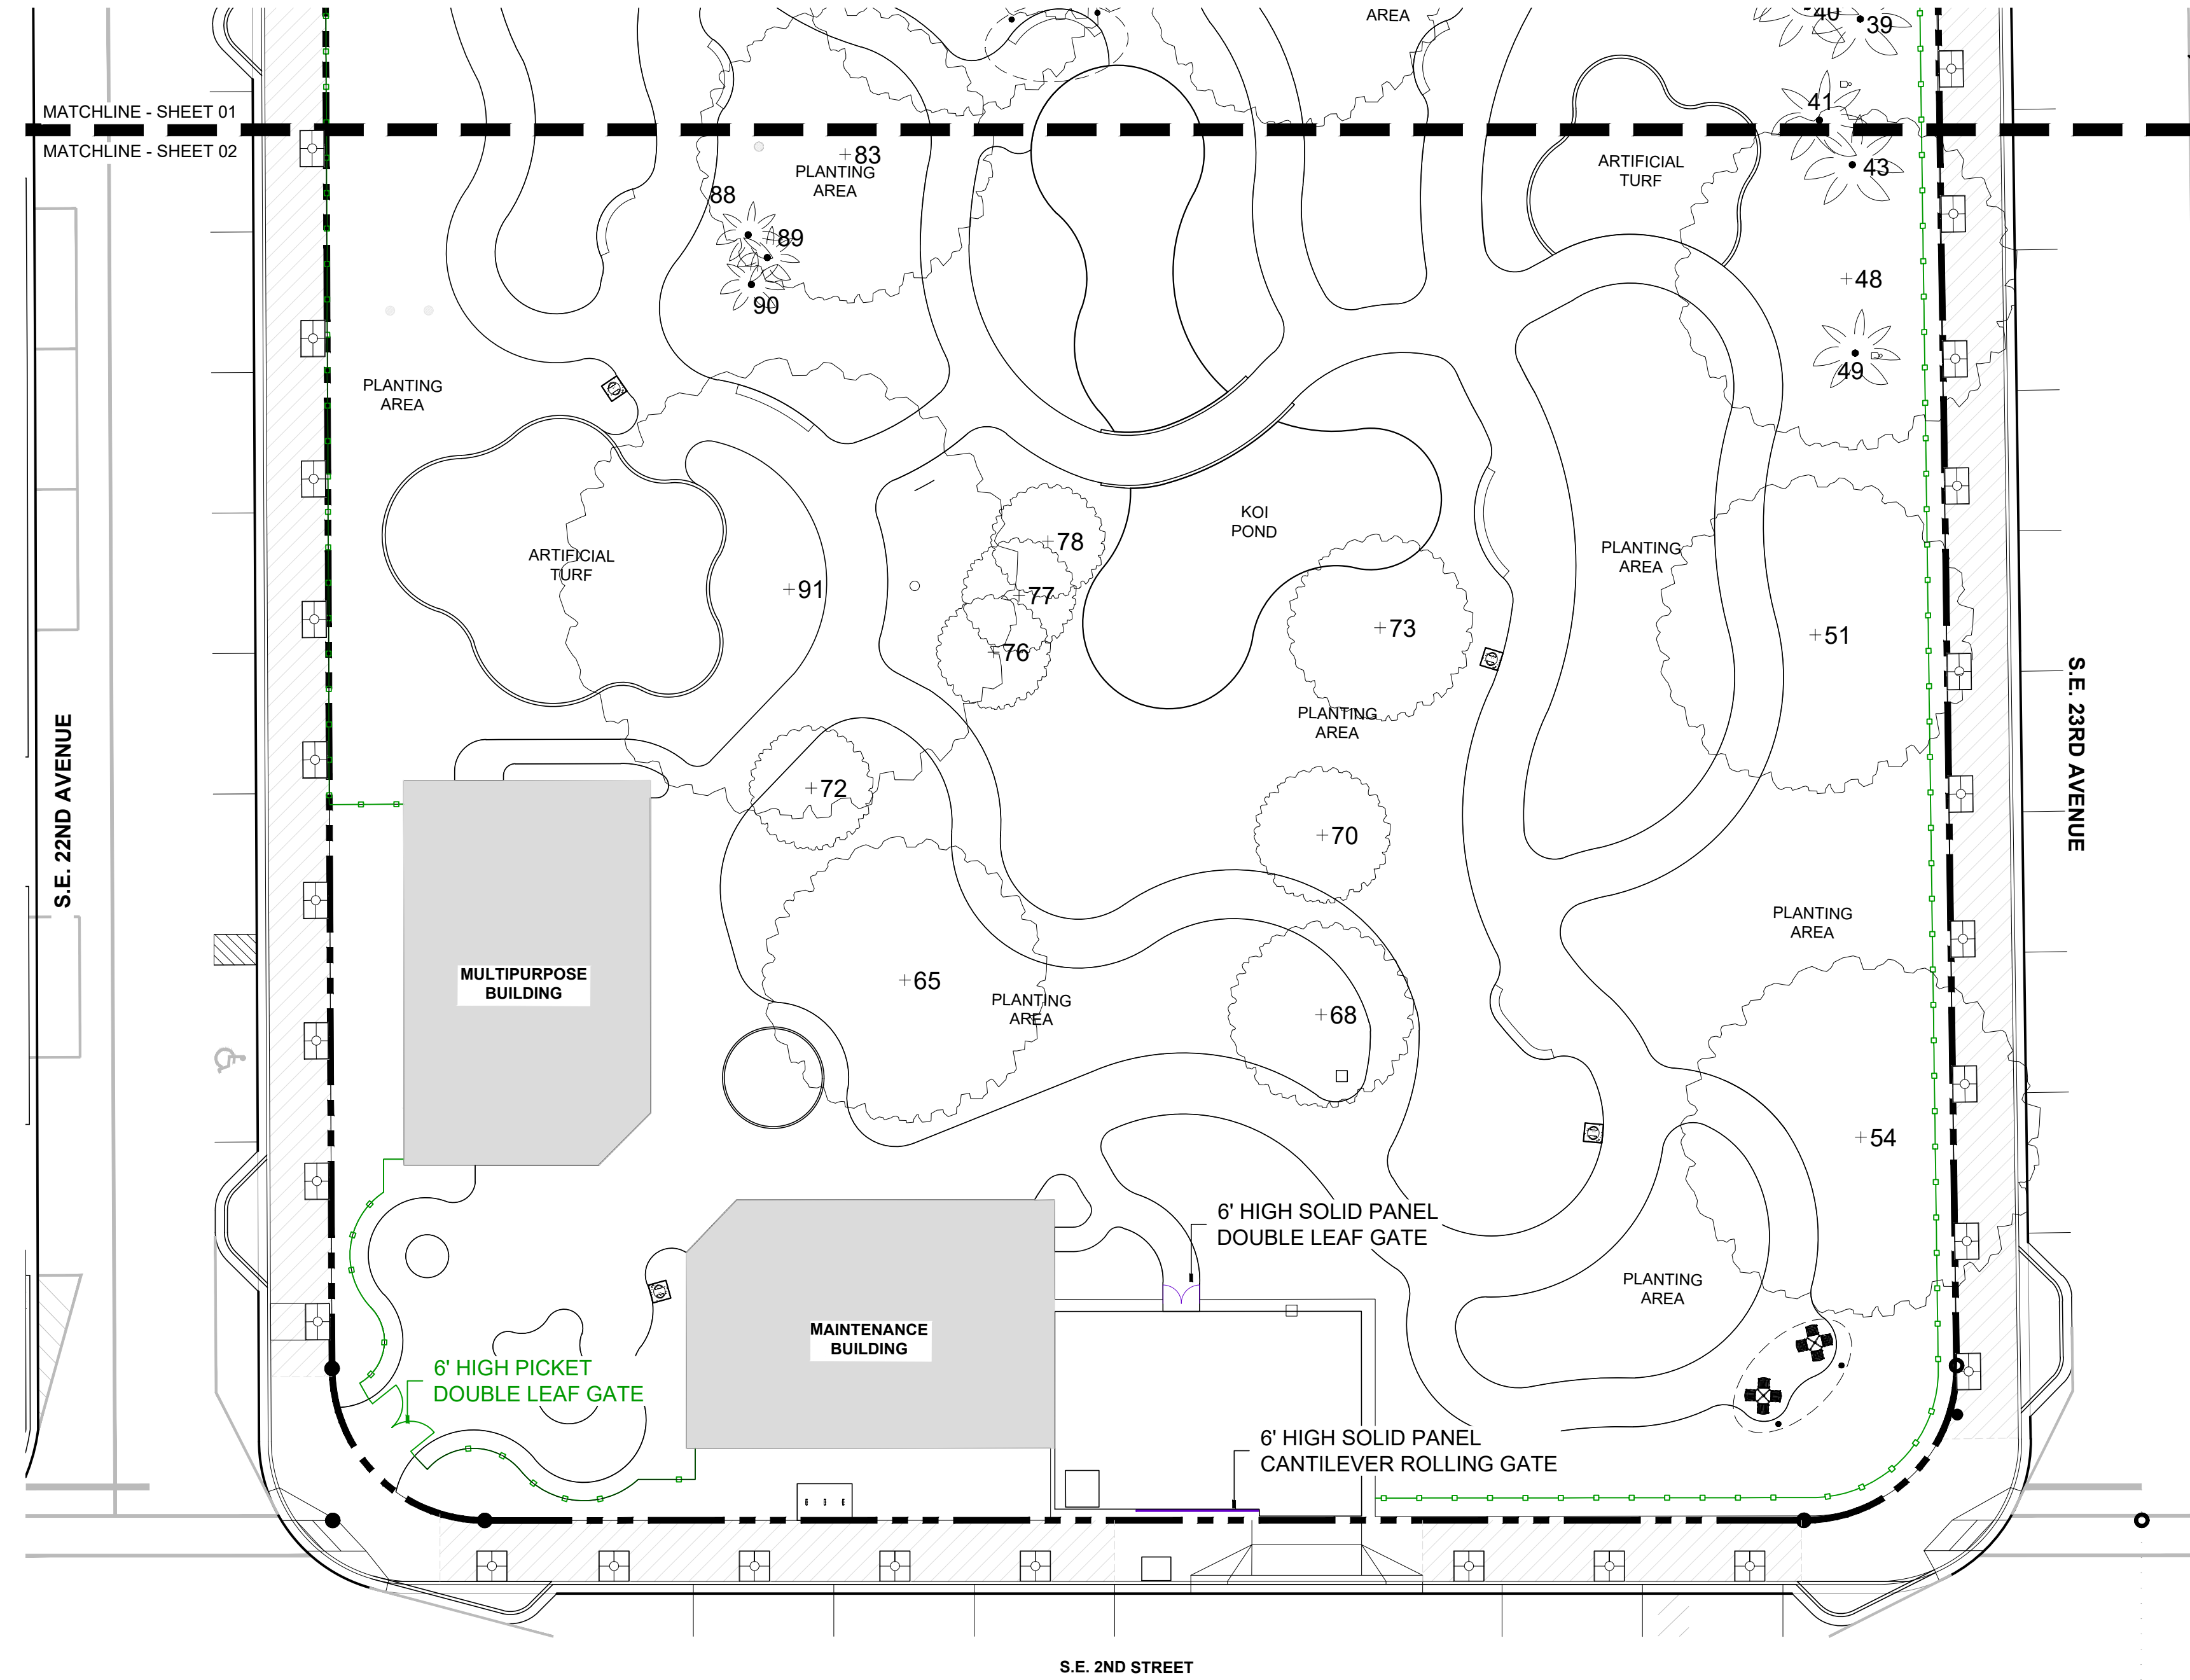 AREA
40
39
41
MATCHLINE - SHEET 01
MATCHLINE - SHEET 02
83
PLANTING
AREA
ARTIFICIAL
TURF
43
88
89
90
48
49
PLANTING
AREA
KOI
POND
78
ARTIFICIAL
TURF
91
77
76
73
PLANTING
AREA
51
PLANTING
AREA
S.E. 22ND AVENUE
S.E. 23RD AVENUE
72
70
PLANTING
AREA
MULTIPURPOSE
BUILDING
65
PLANTING
AREA
68
54
6' HIGH SOLID PANEL
DOUBLE LEAF GATE
PLANTING
AREA
MAINTENANCE
BUILDING
6' HIGH PICKET
DOUBLE LEAF GATE
6' HIGH SOLID PANEL
CANTILEVER ROLLING GATE
S.E. 2ND STREET